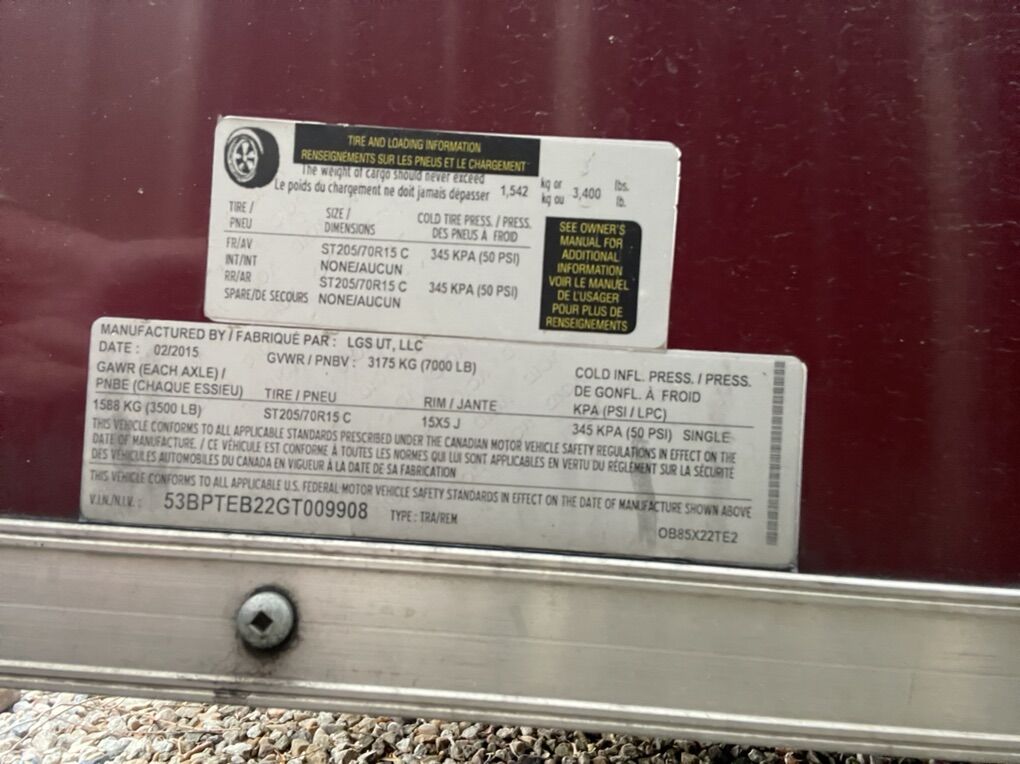 TIRE AND LOADING INFORMATION
RENSEIGNEMENTS SUR LES PNEUS ET LE CHARGEMENT
The weight of cargo should never exceed kg or lbs.
Le poids du chargement ne doit jamais dépasser 1,542 kg ou 3,400 lb.
TIRE / PNEU SIZE / DIMENSIONS COLD TIRE PRESS. / PRESS. DES PNEUS À FROID
FR/AV ST205/70R15 C 345 KPA (50 PSI)
INT/INT NONE/AUCUN
RR/AR ST205/70R15 C 345 KPA (50 PSI)
SPARE/DE SECOURS NONE/AUCUN
SEE OWNER'S
MANUAL FOR
ADDITIONAL
INFORMATION
VOIR LE MANUEL
DE L'USAGER
POUR PLUS DE
RENSEIGNEMENTS
MANUFACTURED BY / FABRIQUÉ PAR : LGS UT, LLC
DATE : 02/2015 GVWR / PNBV : 3175 KG (7000 LB)
GAWR (EACH AXLE) / COLD INFL. PRESS. / PRESS.
PNBE (CHAQUE ESSIEU) TIRE / PNEU RIM / JANTE DE GONFL. À FROID
KPA (PSI / LPC)
1588 KG (3500 LB) ST205/70R15 C 15X5 J 345 KPA (50 PSI) SINGLE
THIS VEHICLE CONFORMS TO ALL APPLICABLE STANDARDS PRESCRIBED UNDER THE CANADIAN MOTOR VEHICLE SAFETY REGULATIONS IN EFFECT ON THE
DATE OF MANUFACTURE. / CE VÉHICULE EST CONFORME À TOUTES LES NORMES QUI LUI SONT APPLICABLES EN VERTU DU RÈGLEMENT SUR LA SÉCURITÉ
DES VÉHICULES AUTOMOBILES DU CANADA EN VIGUEUR À LA DATE DE SA FABRICATION
THIS VEHICLE CONFORMS TO ALL APPLICABLE U.S. FEDERAL MOTOR VEHICLE SAFETY STANDARDS IN EFFECT ON THE DATE OF MANUFACTURE SHOWN ABOVE
V.I.N./N.I.V. : 53BPTEB22GT009908 TYPE : TRA/REM
OB85X22TE2